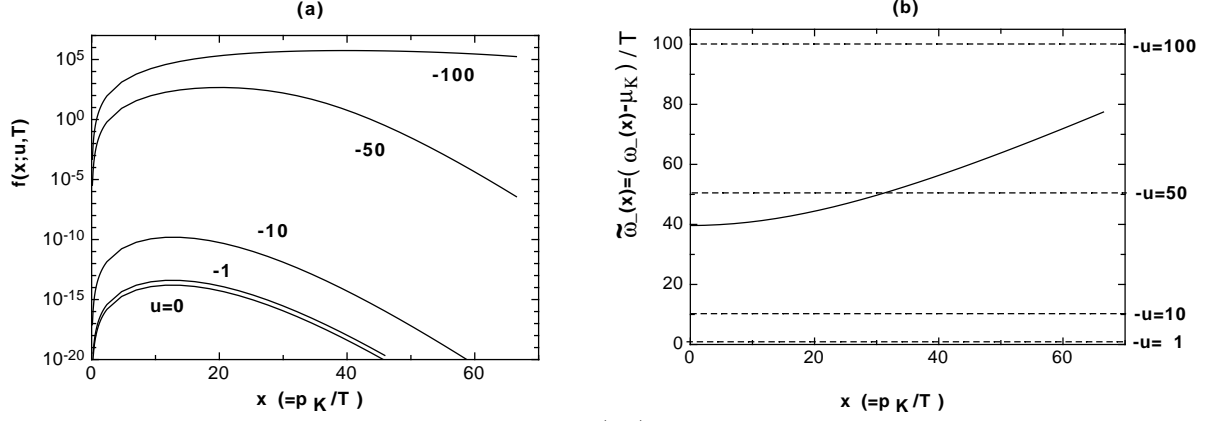 (a)
f(x;u,T)
10^5
10^0
10^-5
10^-10
10^-15
10^-20
-100
-50
-10
-1
u=0
0 20 40 60
x (=p_K/T)
(b)
ω̃_(x)=( ω_(x)-μ_K ) / T
100
80
60
40
20
0
-u=100
-u=50
-u=10
-u= 1
0 20 40 60
x (=p_K/T)